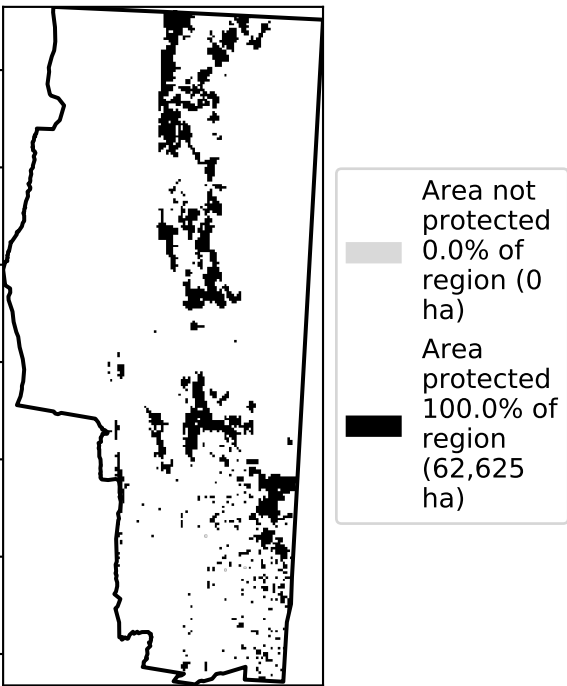 Area not
protected
0.0% of
region (0
ha)
Area
protected
100.0% of
region
(62,625
ha)